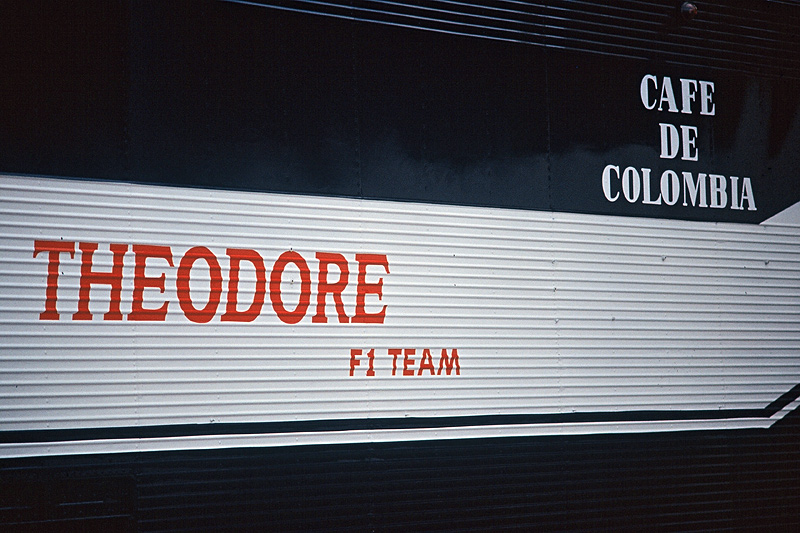 CAFE
DE
COLOMBIA
THEODORE
F1 TEAM